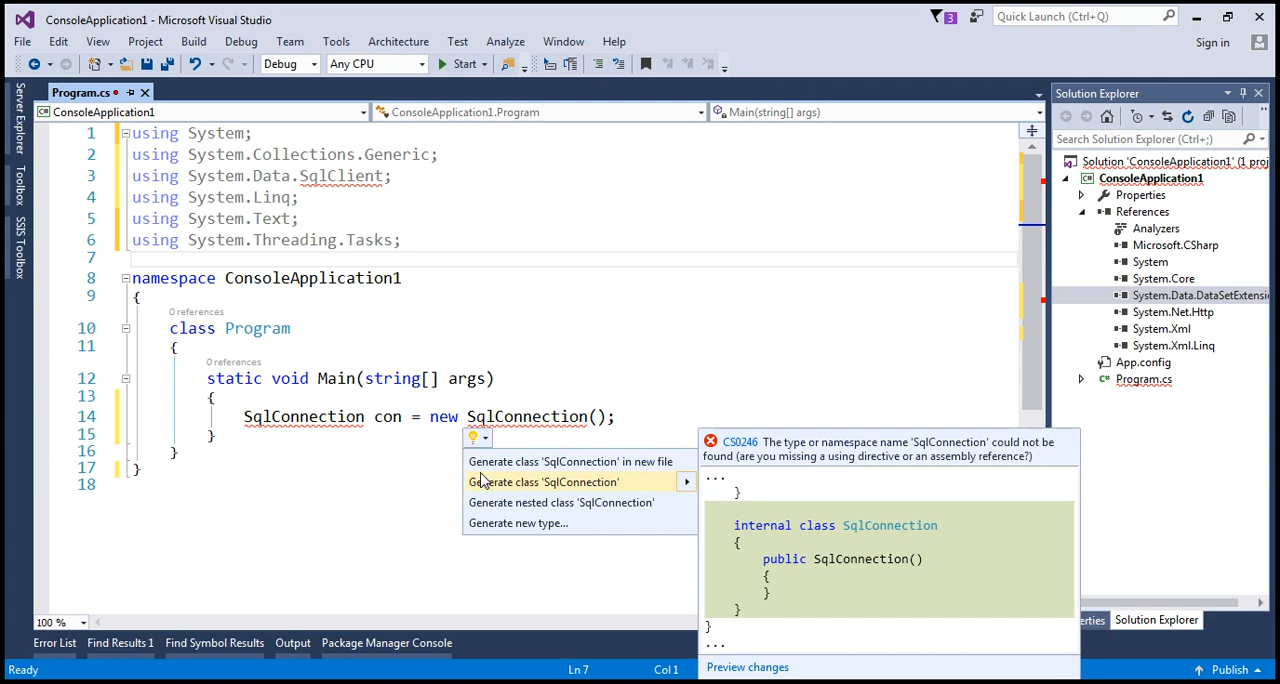 ConsoleApplication1 - Microsoft Visual Studio
3
Quick Launch (Ctrl+Q)
File Edit View Project Build Debug Team Tools Architecture Test Analyze Window Help
Sign in
Debug Any CPU Start
Server Explorer
Toolbox
SSIS Toolbox
Program.cs
ConsoleApplication1 ConsoleApplication1.Program Main(string[] args)
1 using System;
2 using System.Collections.Generic;
3 using System.Data.SqlClient;
4 using System.Linq;
5 using System.Text;
6 using System.Threading.Tasks;
7
8 namespace ConsoleApplication1
9 {
0 references
10 class Program
11 {
0 references
12 static void Main(string[] args)
13 {
14 SqlConnection con = new SqlConnection();
15 }
16 }
17 }
18
Generate class 'SqlConnection' in new file
Generate class 'SqlConnection'
Generate nested class 'SqlConnection'
Generate new type...
CS0246 The type or namespace name 'SqlConnection' could not be
found (are you missing a using directive or an assembly reference?)
...
}
internal class SqlConnection
{
public SqlConnection()
{
}
}
}
...
Preview changes
Solution Explorer
Search Solution Explorer (Ctrl+;)
Solution 'ConsoleApplication1' (1 proj
ConsoleApplication1
Properties
References
Analyzers
Microsoft.CSharp
System
System.Core
System.Data.DataSetExtensio
System.Net.Http
System.Xml
System.Xml.Linq
App.config
Program.cs
erties Solution Explorer
100 %
Error List Find Results 1 Find Symbol Results Output Package Manager Console
Ready Ln 7 Col 1 Publish